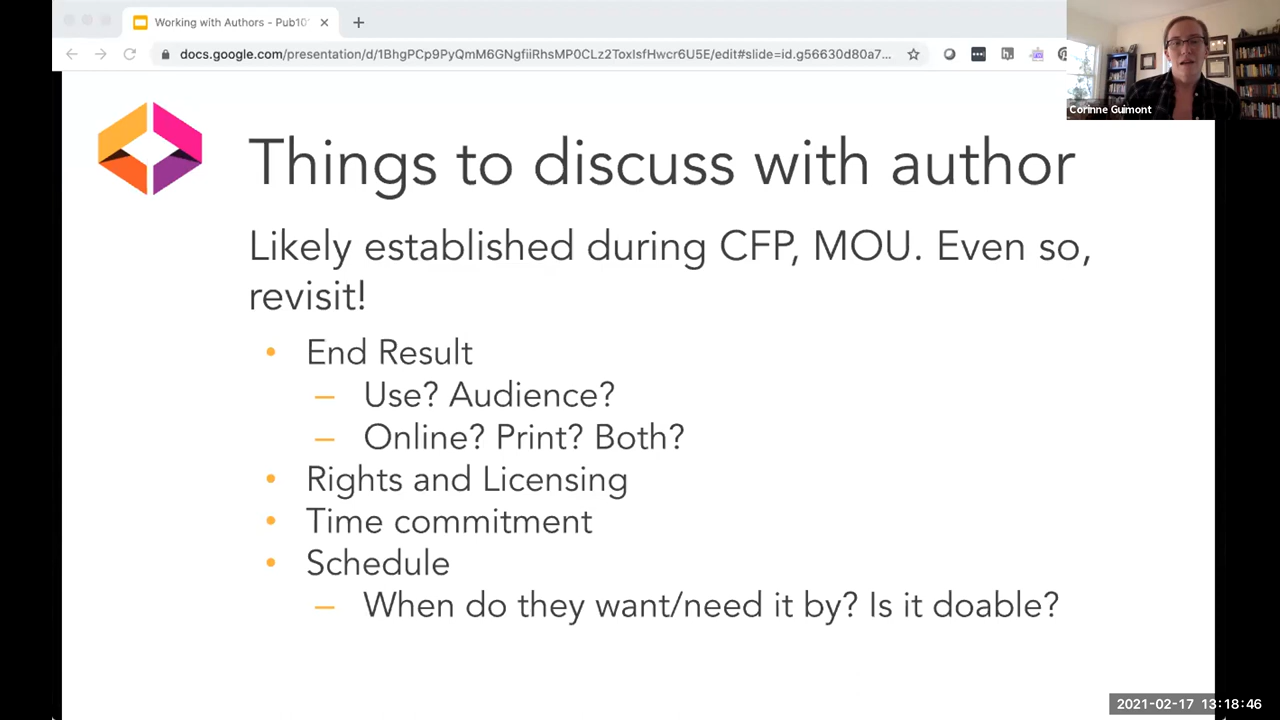 Working with Authors - Pub10
docs.google.com/presentation/d/1BhgPCp9PyQmX6GNgfiiRhsMP0CLz2ToxIsfHwcr6U5E/edit#slide=id.g56630d80a7...
Corinne Guimont
Things to discuss with author
Likely established during CFP, MOU. Even so,
revisit!
• End Result
– Use? Audience?
– Online? Print? Both?
• Rights and Licensing
• Time commitment
• Schedule
– When do they want/need it by? Is it doable?
2021-02-17 13:18:46